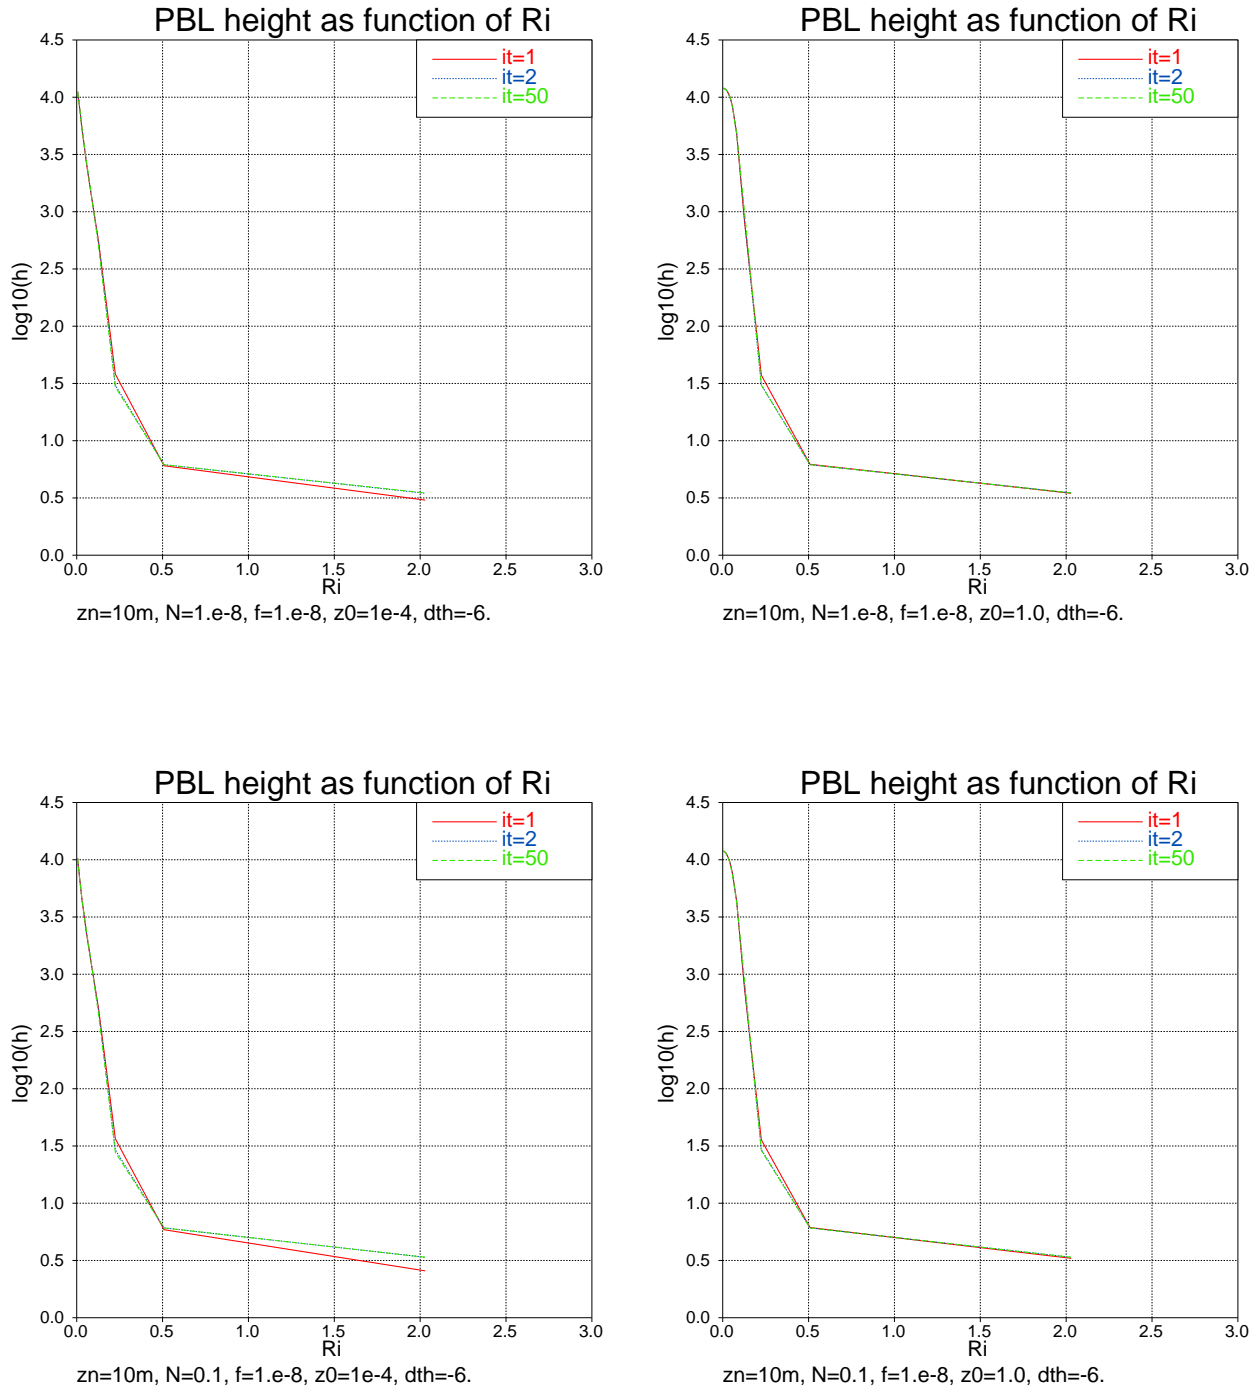 PBL height as function of Ri
4.5
4.0
3.5
3.0
2.5
2.0
1.5
1.0
0.5
0.0
log10(h)
it=1
it=2
it=50
0.0 0.5 1.0 1.5 2.0 2.5 3.0
Ri
zn=10m, N=1.e-8, f=1.e-8, z0=1e-4, dth=-6.
PBL height as function of Ri
4.5
4.0
3.5
3.0
2.5
2.0
1.5
1.0
0.5
0.0
log10(h)
it=1
it=2
it=50
0.0 0.5 1.0 1.5 2.0 2.5 3.0
Ri
zn=10m, N=1.e-8, f=1.e-8, z0=1.0, dth=-6.
PBL height as function of Ri
4.5
4.0
3.5
3.0
2.5
2.0
1.5
1.0
0.5
0.0
log10(h)
it=1
it=2
it=50
0.0 0.5 1.0 1.5 2.0 2.5 3.0
Ri
zn=10m, N=0.1, f=1.e-8, z0=1e-4, dth=-6.
PBL height as function of Ri
4.5
4.0
3.5
3.0
2.5
2.0
1.5
1.0
0.5
0.0
log10(h)
it=1
it=2
it=50
0.0 0.5 1.0 1.5 2.0 2.5 3.0
Ri
zn=10m, N=0.1, f=1.e-8, z0=1.0, dth=-6.